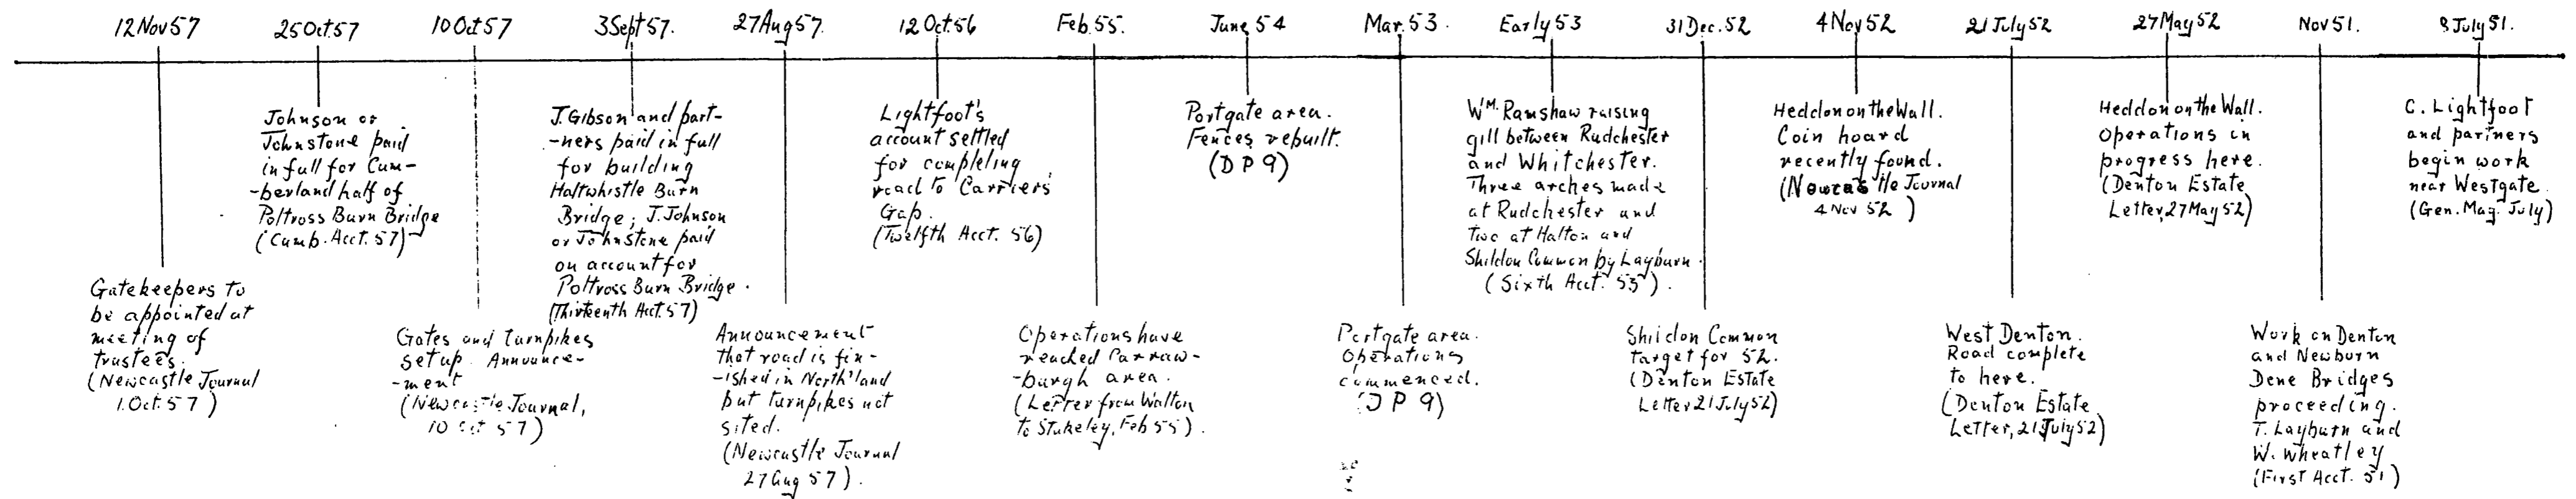 12 Nov 57
25 Oct. 57
10 Oct 57
3 Sept 57.
27 Aug 57.
12 Oct. 56
Feb. 55.
June 54
Mar. 53.
Early 53
31 Dec. 52
4 Nov 52
21 July 52
27 May 52
Nov 51.
8 July 51.
Johnson or
Johnstone paid
in full for Cum-
-berland half of
Poltross Burn Bridge
(Cumb. Acct. 57)
J. Gibson and part-
-ners paid in full
for building
Haltwhistle Burn
Bridge; J. Johnson
or Johnstone paid
on account for
Poltross Burn Bridge.
(Thirteenth Acct. 57)
Lightfoot's
account settled
for completing
road to Carriers'
Gap.
(Twelfth Acct. 56)
Portgate area.
Fences rebuilt.
(D P 9)
Wm. Ramshaw raising
gill between Rudchester
and Whitchester.
Three arches made
at Rudchester and
two at Halton and
Shildon Common by Layburn.
(Sixth Acct. 53).
Heddon on the Wall.
Coin hoard
recently found.
(Newcastle Journal
4 Nov 52)
Heddon on the Wall.
Operations in
progress here.
(Denton Estate
Letter, 27 May 52)
C. Lightfoot
and partners
begin work
near Westgate
(Gen. Mag. July)
Gatekeepers to
be appointed at
meeting of
trustees.
(Newcastle Journal
1. Oct. 57)
Gates and turnpikes
set up. Announce-
-ment
(Newcastle Journal,
10 Oct 57)
Announcement
that road is fin-
-ished in North'land
but turnpikes not
sited.
(Newcastle Journal
27 Aug 57).
Operations have
reached Carraw-
-burgh area.
(Letter from Walton
to Stukeley, Feb 55).
Portgate area.
Operations
commenced.
(D P 9)
Shildon Common
target for 52.
(Denton Estate
Letter 21 July 52)
West Denton.
Road complete
to here.
(Denton Estate
Letter, 21 July 52)
Work on Denton
and Newburn
Dene Bridges
proceeding.
T. Layburn and
W. Wheatley
(First Acct. 51)